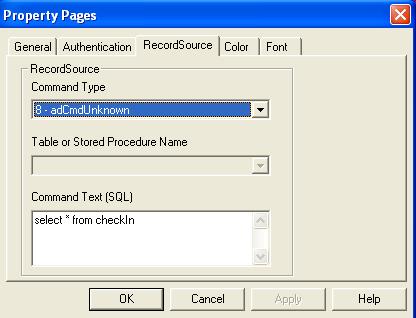 Property Pages
General Authentication RecordSource Color Font
RecordSource
Command Type
8 - adCmdUnknown
Table or Stored Procedure Name
Command Text (SQL)
select * from checkIn
OK Cancel Apply Help